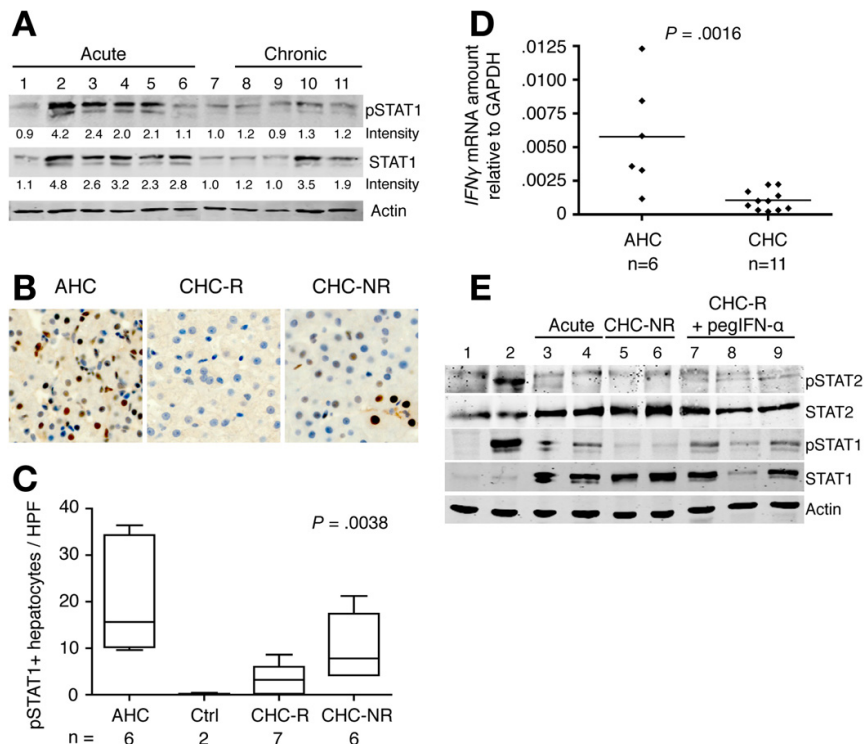 A
Acute Chronic
1 2 3 4 5 6 7 8 9 10 11
pSTAT1
0.9 4.2 2.4 2.0 2.1 1.1 1.0 1.2 0.9 1.3 1.2 Intensity
STAT1
1.1 4.8 2.6 3.2 2.3 2.8 1.0 1.2 1.0 3.5 1.9 Intensity
Actin
B
AHC CHC-R CHC-NR
C
pSTAT1+ hepatocytes / HPF
40
30
20
10
0
P = .0038
AHC Ctrl CHC-R CHC-NR
n = 6 2 7 6
D
IFNγ mRNA amount
relative to GAPDH
.0125
.0100
.0075
.0050
.0025
0
P = .0016
AHC CHC
n=6 n=11
E
CHC-R
Acute CHC-NR + pegIFN-α
1 2 3 4 5 6 7 8 9
pSTAT2
STAT2
pSTAT1
STAT1
Actin